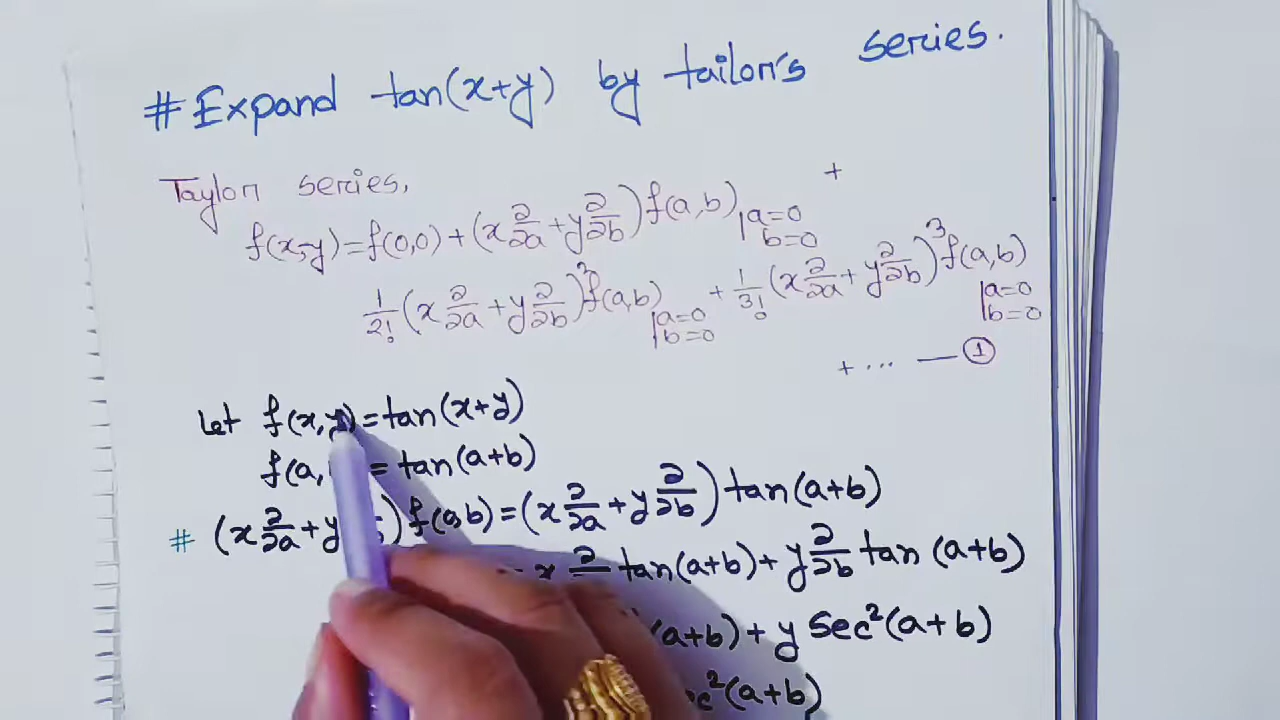 # Expand tan(x+y) by tailor's series.
Taylor series,
f(x,y)=f(0,0)+(x ∂/∂a + y ∂/∂b) f(a,b)|a=0 b=0 +
1/2! (x ∂/∂a + y ∂/∂b)² f(a,b)|a=0 b=0 + 1/3! (x ∂/∂a + y ∂/∂b)³ f(a,b)|a=0 b=0
+ ... — ①
Let f(x,y)=tan(x+y)
f(a, = tan(a+b)
# (x ∂/∂a + y ) f(a,b) = (x ∂/∂a + y ∂/∂b) tan(a+b)
x ∂ tan(a+b) + y ∂/∂b tan (a+b)
(a+b) + y sec²(a+b)
c²(a+b)